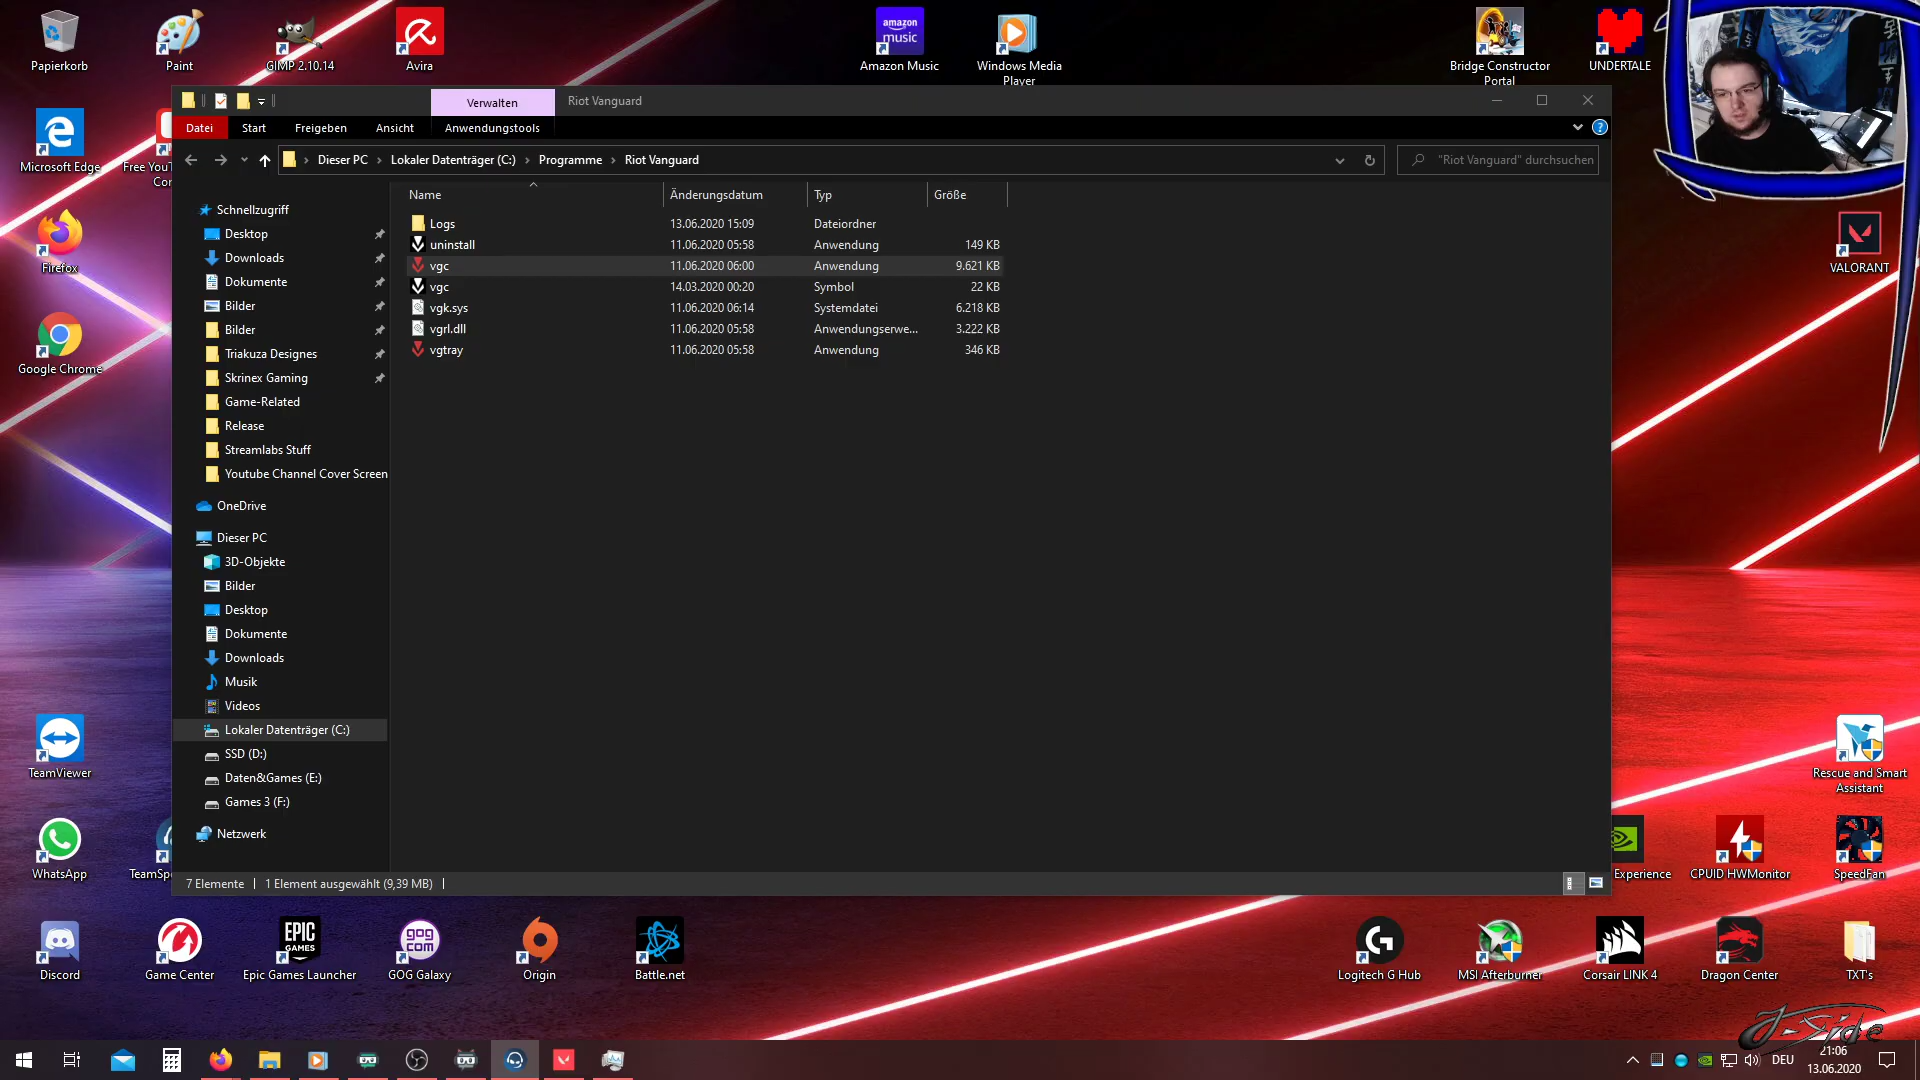 Papierkorb
Paint
GIMP 2.10.14
Avira
amazon music
Amazon Music
Windows Media Player
Bridge Constructor Portal
UNDERTALE
Microsoft Edge
Free YouT
Con
Firefox
Google Chrome
TeamViewer
WhatsApp
TeamSpe
VALORANT
Rescue and Smart Assistant
Experience
CPUID HWMonitor
SpeedFan
Verwalten
Riot Vanguard
Datei
Start
Freigeben
Ansicht
Anwendungstools
Dieser PC › Lokaler Datenträger (C:) › Programme › Riot Vanguard
"Riot Vanguard" durchsuchen
Name Änderungsdatum Typ Größe
Logs 13.06.2020 15:09 Dateiordner
uninstall 11.06.2020 05:58 Anwendung 149 KB
vgc 11.06.2020 06:00 Anwendung 9.621 KB
vgc 14.03.2020 00:20 Symbol 22 KB
vgk.sys 11.06.2020 06:14 Systemdatei 6.218 KB
vgrl.dll 11.06.2020 05:58 Anwendungserwe... 3.222 KB
vgtray 11.06.2020 05:58 Anwendung 346 KB
Schnellzugriff
Desktop
Downloads
Dokumente
Bilder
Bilder
Triakuza Designes
Skrinex Gaming
Game-Related
Release
Streamlabs Stuff
Youtube Channel Cover Screen
OneDrive
Dieser PC
3D-Objekte
Bilder
Desktop
Dokumente
Downloads
Musik
Videos
Lokaler Datenträger (C:)
SSD (D:)
Daten&Games (E:)
Games 3 (F:)
Netzwerk
7 Elemente
1 Element ausgewählt (9,39 MB)
Discord
Game Center
EPIC GAMES
Epic Games Launcher
gog com
GOG Galaxy
Origin
Battle.net
Logitech G Hub
MSI Afterburner
Corsair LINK 4
Dragon Center
TXT's
DEU
21:06
13.06.2020